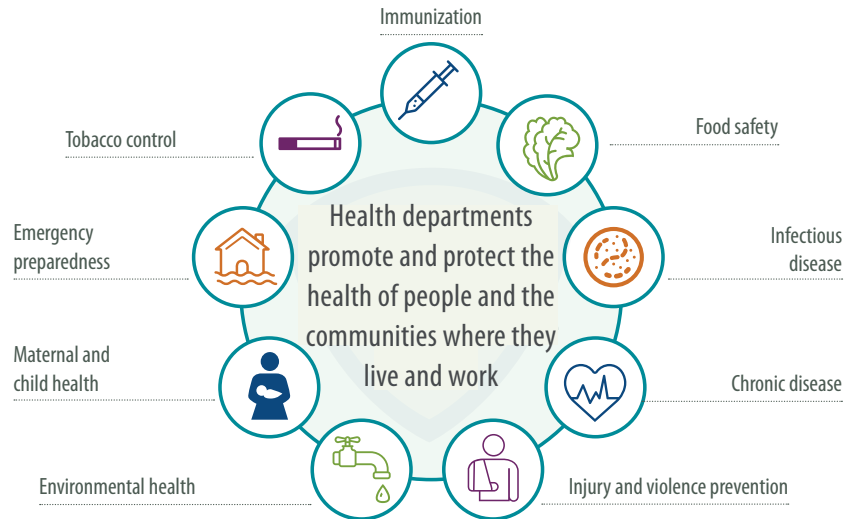 Immunization
Tobacco control
Food safety
Emergency
preparedness
Infectious
disease
Health departments
promote and protect the
health of people and the
communities where they
live and work
Maternal and
child health
Chronic disease
Environmental health
Injury and violence prevention